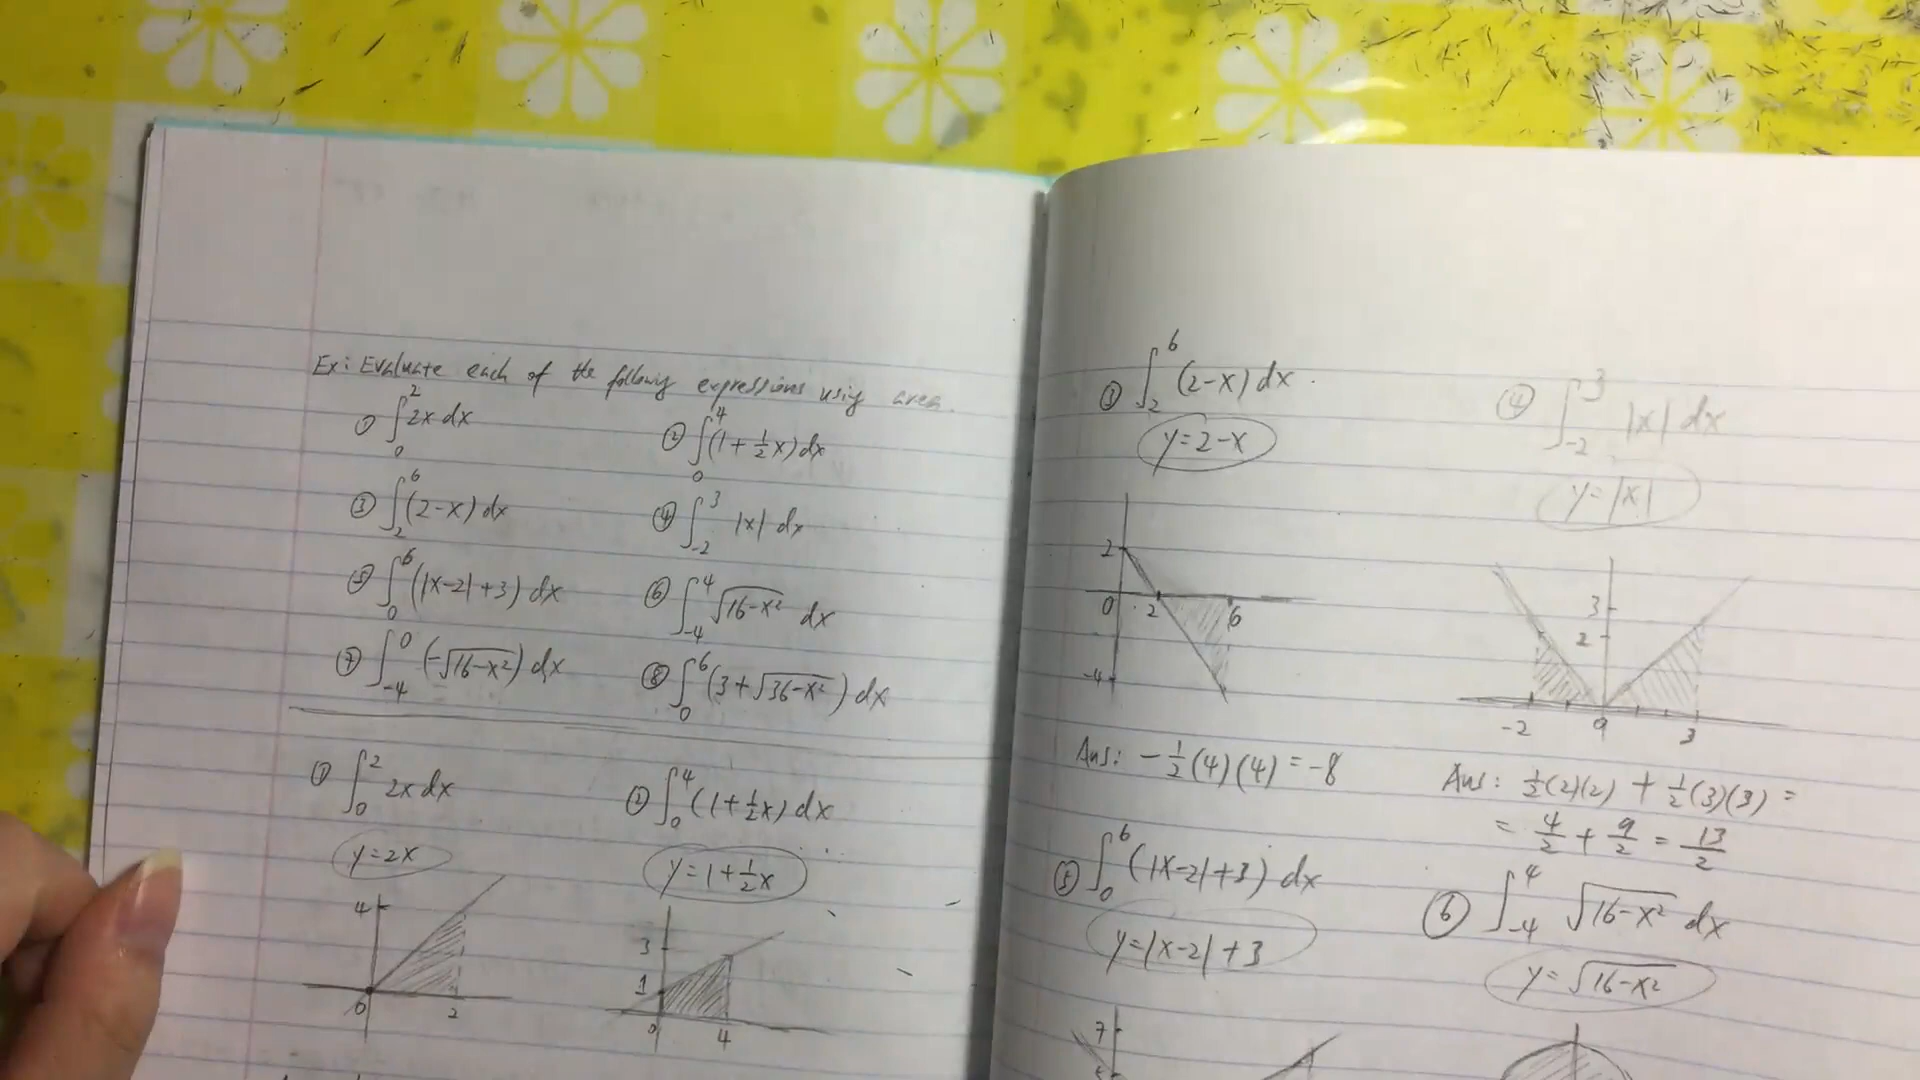 Ex: Evaluate each of the following expressions using area.
① ∫₀² 2x dx ② ∫₀⁴ (1+½x) dx
③ ∫₂⁶ (2-x) dx ④ ∫₋₂³ |x| dx
⑤ ∫₀⁶ (|x-2|+3) dx ⑥ ∫₋₄⁴ √(16-x²) dx
⑦ ∫₋₄⁰ (-√(16-x²)) dx ⑧ ∫₀⁶ (3+√(36-x²)) dx
① ∫₀² 2x dx ② ∫₀⁴ (1+½x) dx
y=2x y=1+½x
4
0 2
3
1
0 4
③ ∫₂⁶ (2-x) dx ④ ∫₋₂³ |x| dx
y=2-x y=|x|
2
0 2 6
-4
3
2
-2 0 3
Ans: -½(4)(4) = -8
Ans: ½(2)(2) + ½(3)(3) =
= 4/2 + 9/2 = 13/2
⑤ ∫₀⁶ (|x-2|+3) dx ⑥ ∫₋₄⁴ √(16-x²) dx
y=|x-2|+3 y=√(16-x²)
7